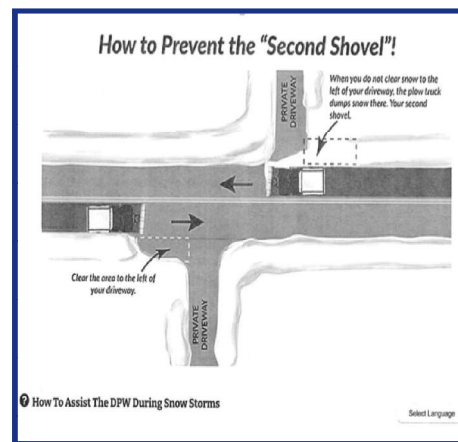 How to Prevent the “Second Shovel”!
When you do not clear snow to the
left of your driveway, the plow truck
dumps snow there. Your second
shovel.
PRIVATE
DRIVEWAY
Clear the area to the left of
your driveway.
PRIVATE
DRIVEWAY
? How To Assist The DPW During Snow Storms
Select Language